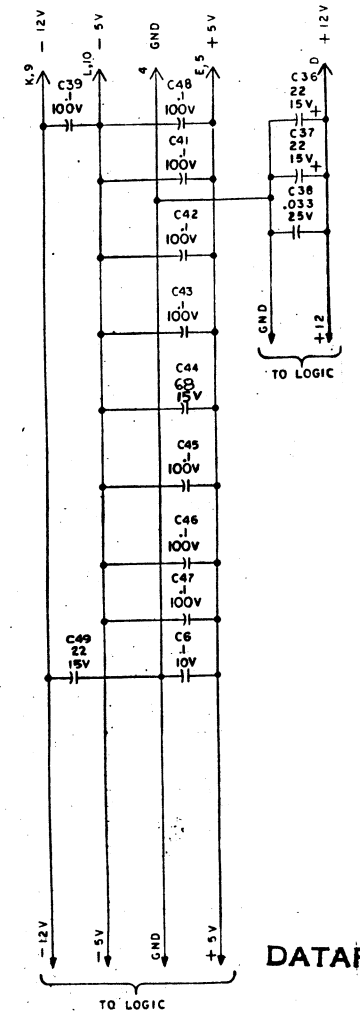 K,9 -12V
L,10 -5V
4 GND
E,5 +5V
D +12V
C39
.1
100V
C48
.1
100V
C36
22
15V +
C37
22
15V +
C38
.033
25V
C41
.1
100V
C42
.1
100V
C43
.1
100V
GND
+12
TO LOGIC
C44
68
15V
C45
.1
100V
C46
.1
100V
C47
.1
100V
C49
22
15V
C6
.1
10V
-12V
-5V
GND
+5V
TO LOGIC